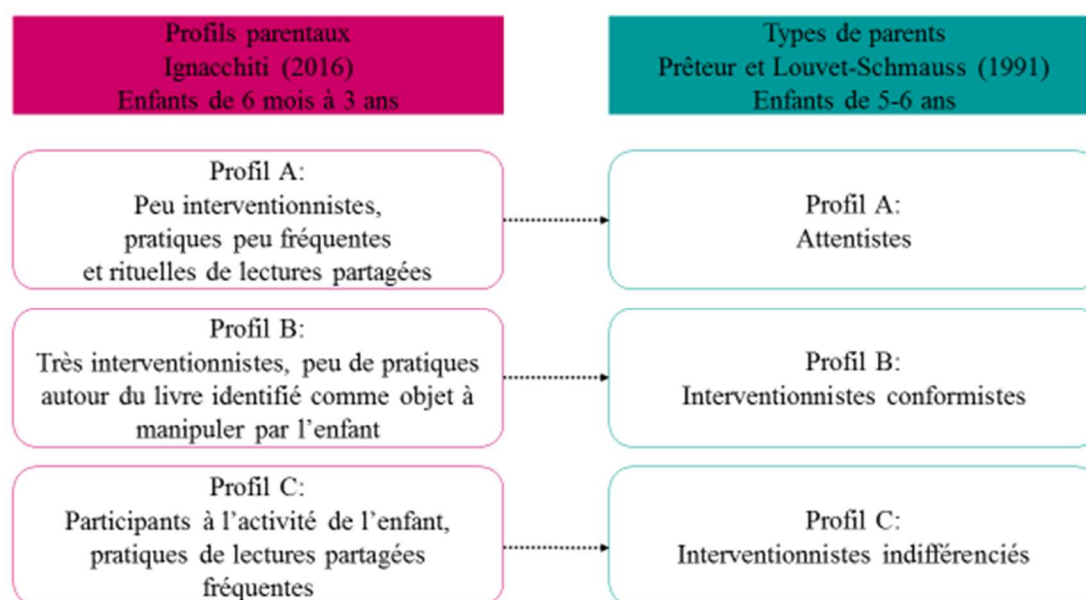 Profils parentaux
Ignacchiti (2016)
Enfants de 6 mois à 3 ans
Types de parents
Prêteur et Louvet-Schmauss (1991)
Enfants de 5-6 ans
Profil A:
Peu interventionnistes,
pratiques peu fréquentes
et rituelles de lectures partagées
Profil A:
Attentistes
Profil B:
Très interventionnistes, peu de pratiques
autour du livre identifié comme objet à
manipuler par l'enfant
Profil B:
Interventionnistes conformistes
Profil C:
Participants à l'activité de l'enfant,
pratiques de lectures partagées
fréquentes
Profil C:
Interventionnistes indifférenciés